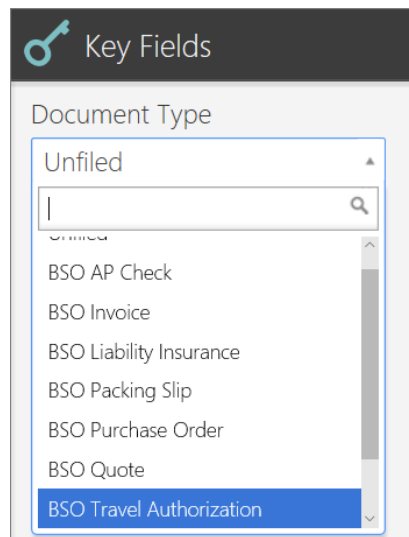 Key Fields
Document Type
Unfiled
Unfiled
BSO AP Check
BSO Invoice
BSO Liability Insurance
BSO Packing Slip
BSO Purchase Order
BSO Quote
BSO Travel Authorization